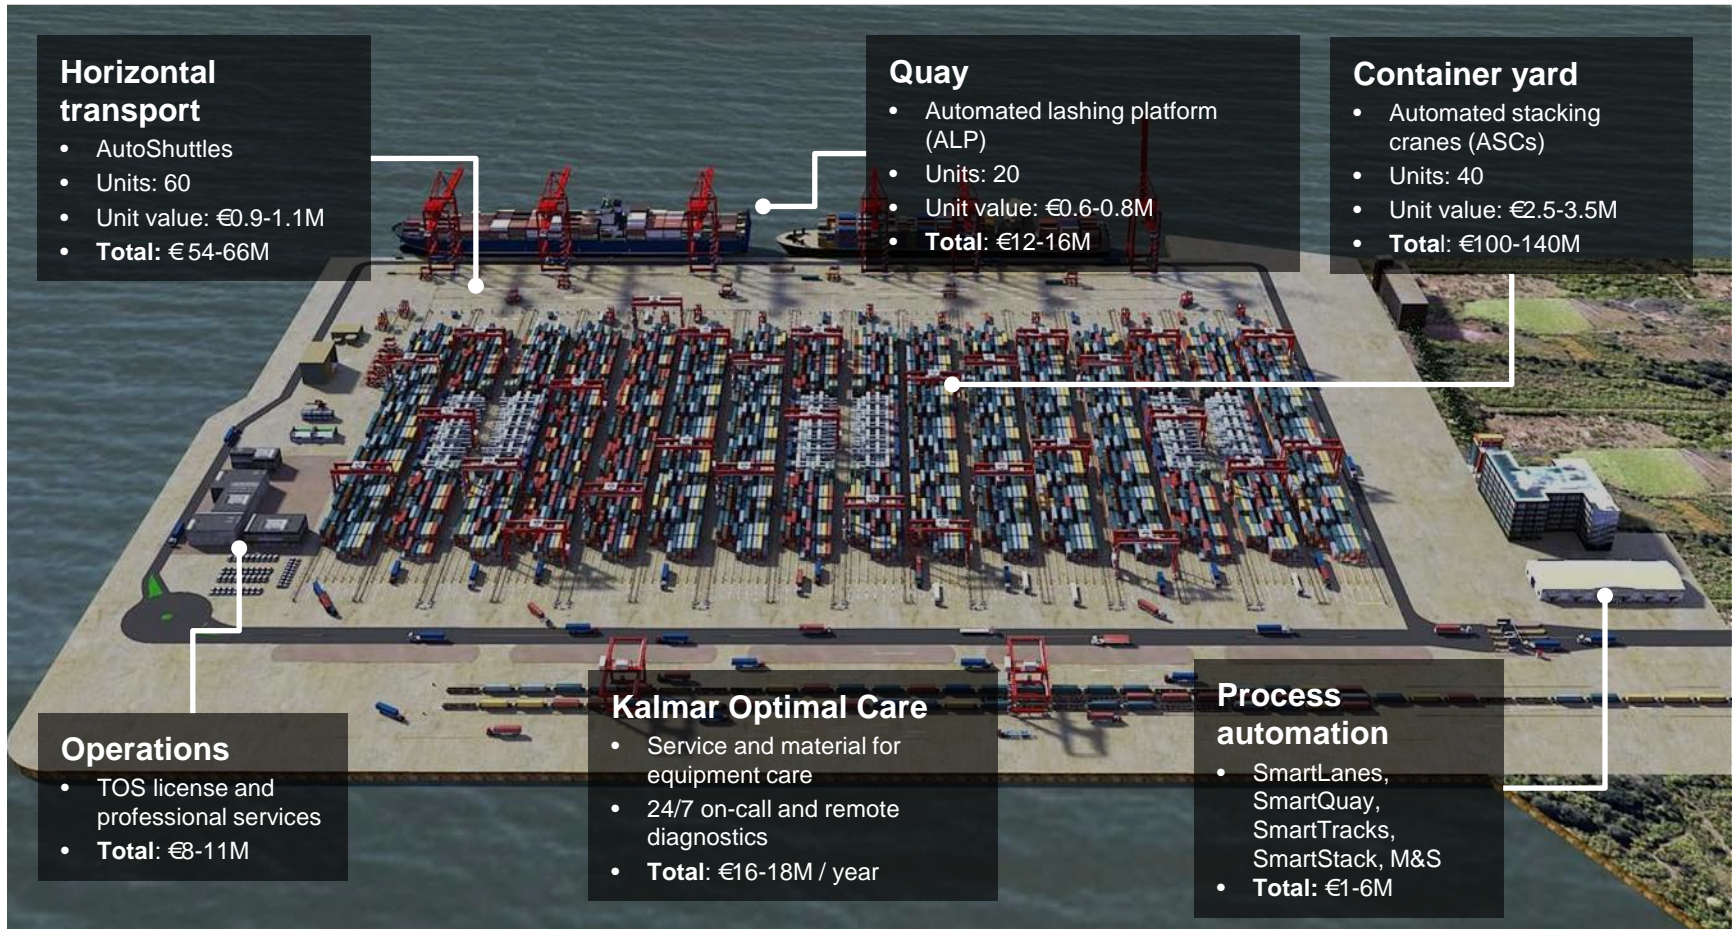 Horizontal
transport
• AutoShuttles
• Units: 60
• Unit value: €0.9-1.1M
• Total: € 54-66M
Quay
• Automated lashing platform
(ALP)
• Units: 20
• Unit value: €0.6-0.8M
• Total: €12-16M
Container yard
• Automated stacking
cranes (ASCs)
• Units: 40
• Unit value: €2.5-3.5M
• Total: €100-140M
Operations
• TOS license and
professional services
• Total: €8-11M
Kalmar Optimal Care
• Service and material for
equipment care
• 24/7 on-call and remote
diagnostics
• Total: €16-18M / year
Process
automation
• SmartLanes,
SmartQuay,
SmartTracks,
SmartStack, M&S
• Total: €1-6M